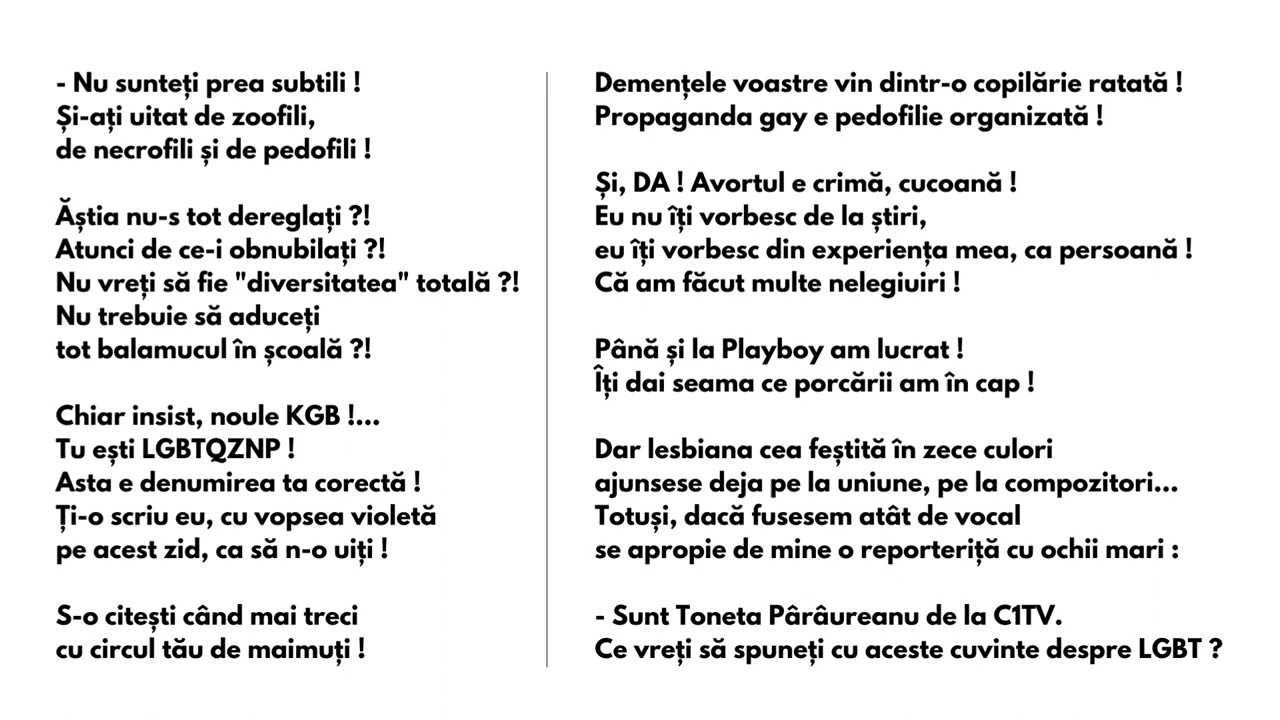 - Nu sunteți prea subtili !
Și-ați uitat de zoofili,
de necrofili și de pedofili !
Ăștia nu-s tot dereglați ?!
Atunci de ce-i obnubilați ?!
Nu vreți să fie "diversitatea" totală ?!
Nu trebuie să aduceți
tot balamucul în școală ?!
Chiar insist, noule KGB !...
Tu ești LGBTQZNP !
Asta e denumirea ta corectă !
Ți-o scriu eu, cu vopsea violetă
pe acest zid, ca să n-o uiți !
S-o citești când mai treci
cu circul tău de maimuți !
Demențele voastre vin dintr-o copilărie ratată !
Propaganda gay e pedofilie organizată !
Și, DA ! Avortul e crimă, cucoană !
Eu nu îți vorbesc de la știri,
eu îți vorbesc din experiența mea, ca persoană !
Că am făcut multe nelegiuiri !
Până și la Playboy am lucrat !
Îți dai seama ce porcării am în cap !
Dar lesbiana cea feștită în zece culori
ajunsese deja pe la uniune, pe la compozitori...
Totuși, dacă fusesem atât de vocal
se apropie de mine o reporteriță cu ochii mari :
- Sunt Toneta Pârâureanu de la C1TV.
Ce vreți să spuneți cu aceste cuvinte despre LGBT ?